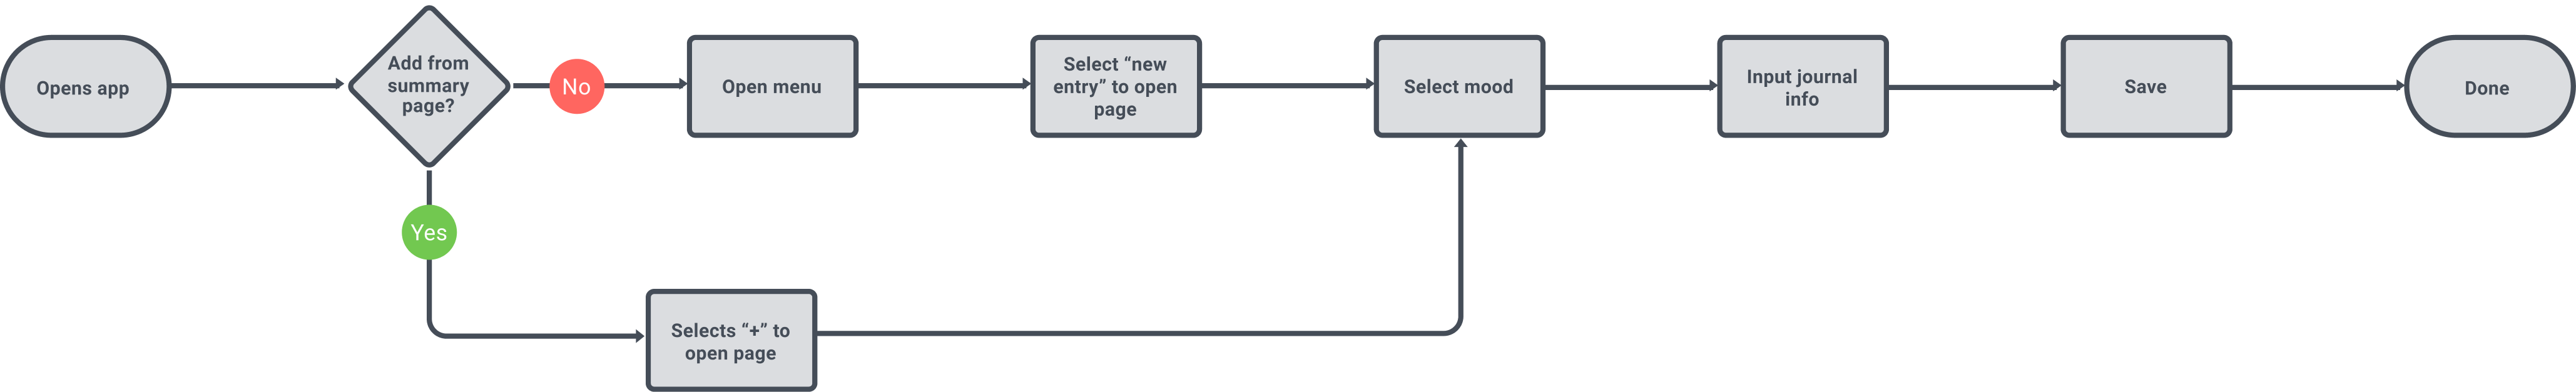 Opens app
Add from
summary
page?
No
Open menu
Select “new
entry” to open
page
Select mood
Input journal
info
Save
Done
Yes
Selects “+” to
open page